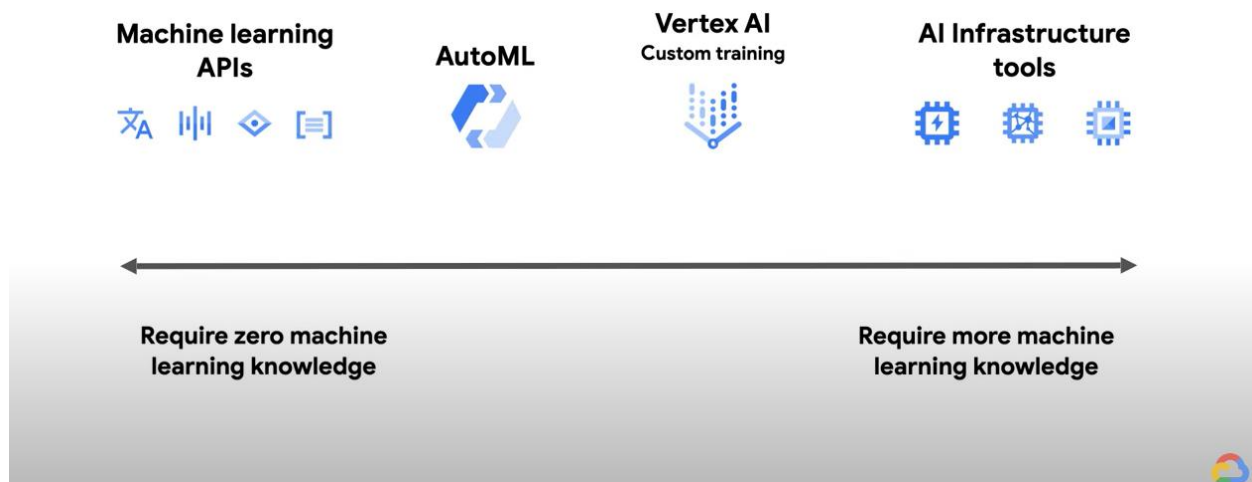 Machine learning
APIs
AutoML
Vertex AI
Custom training
AI Infrastructure
tools
Require zero machine
learning knowledge
Require more machine
learning knowledge